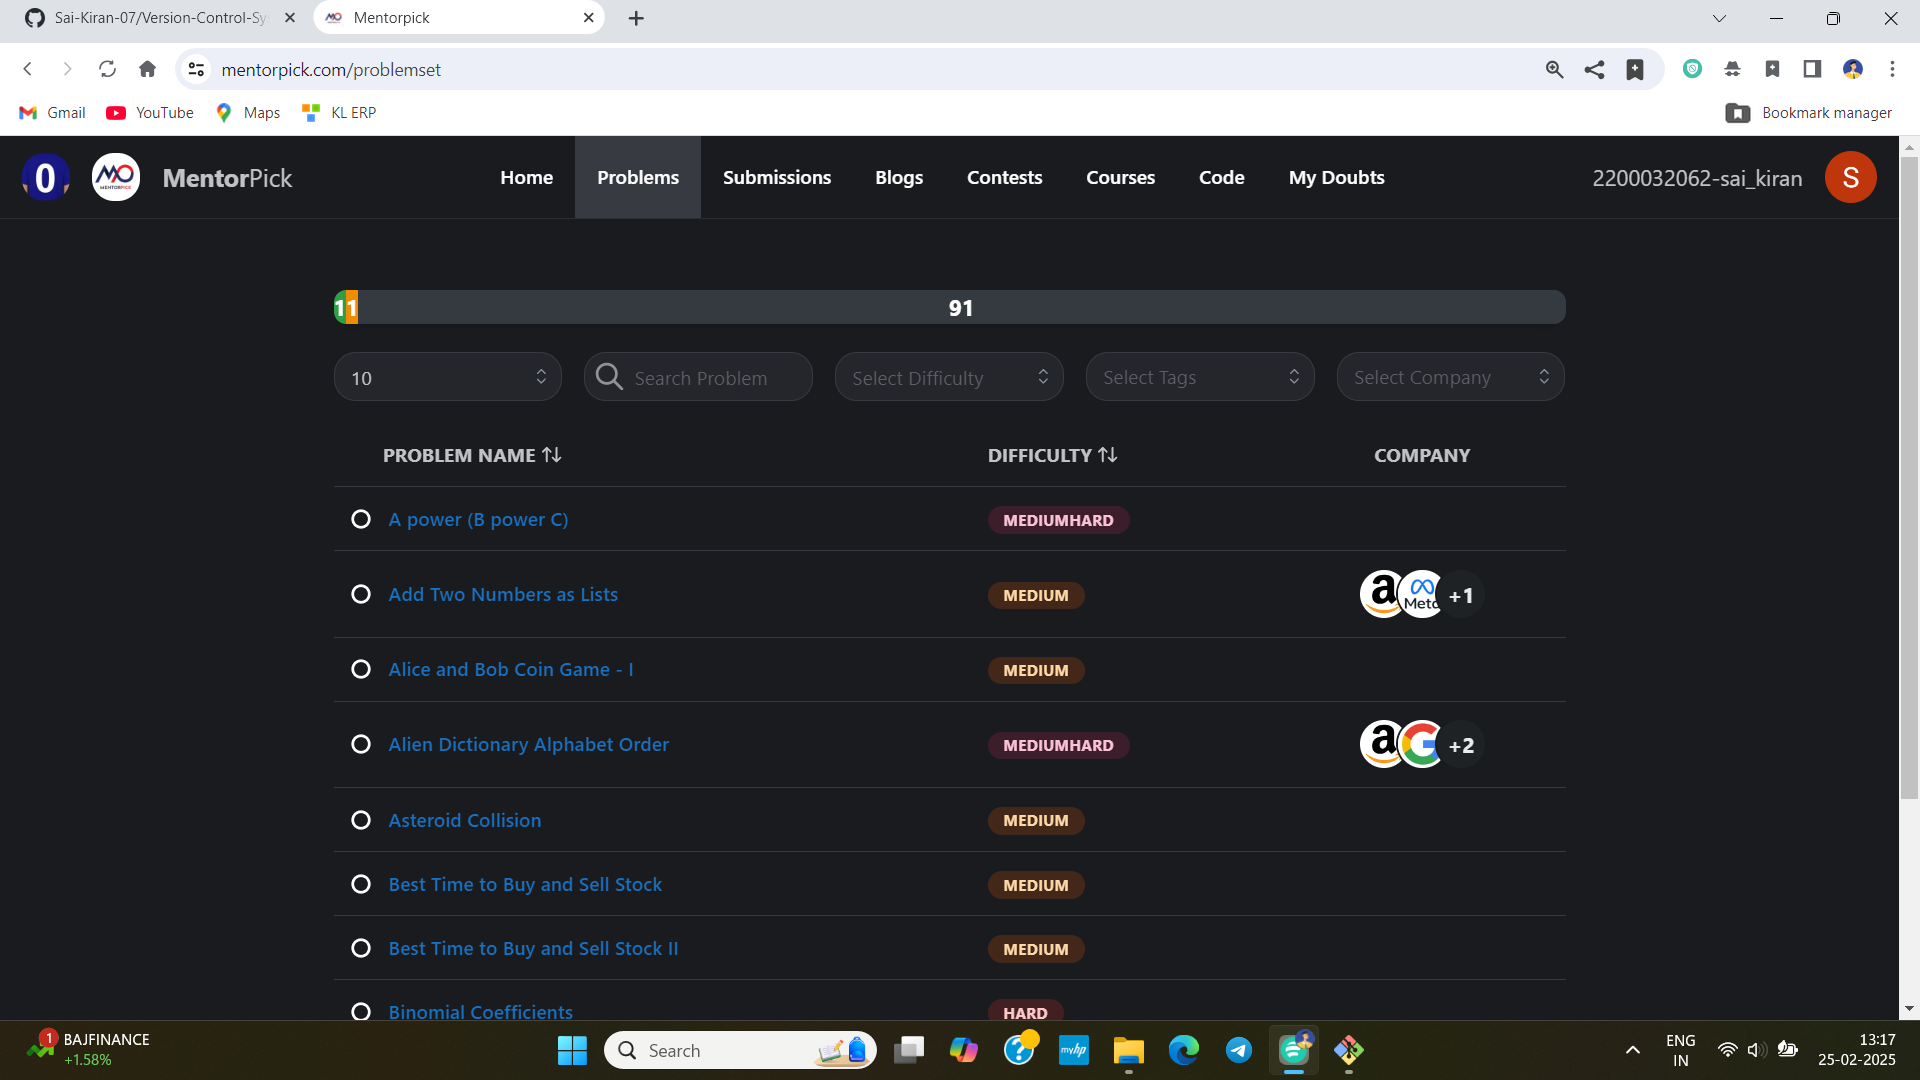 Sai-Kiran-07/Version-Control-Sy
Mentorpick
mentorpick.com/problemset
Gmail
YouTube
Maps
KL ERP
Bookmark manager
0
MENTORPICK
MentorPick
Home
Problems
Submissions
Blogs
Contests
Courses
Code
My Doubts
2200032062-sai_kiran
S
1
1
91
10
Search Problem
Select Difficulty
Select Tags
Select Company
PROBLEM NAME
DIFFICULTY
COMPANY
A power (B power C)
MEDIUMHARD
Add Two Numbers as Lists
MEDIUM
a
Meta
+1
Alice and Bob Coin Game - I
MEDIUM
Alien Dictionary Alphabet Order
MEDIUMHARD
a
G
+2
Asteroid Collision
MEDIUM
Best Time to Buy and Sell Stock
MEDIUM
Best Time to Buy and Sell Stock II
MEDIUM
Binomial Coefficients
HARD
1
BAJFINANCE
+1.58%
Search
myhp
ENG
IN
13:17
25-02-2025